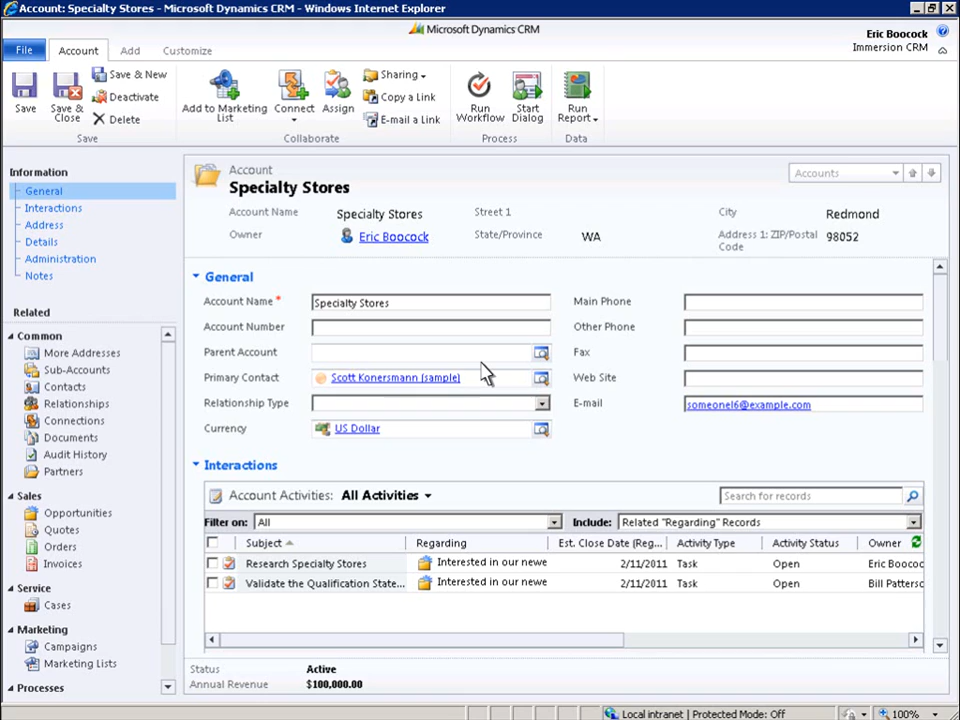 Account: Specialty Stores - Microsoft Dynamics CRM - Windows Internet Explorer
Microsoft Dynamics CRM
Eric Boocock
Immersion CRM
File
Account
Add
Customize
Save
Save & Close
Save & New
Deactivate
Delete
Save
Add to Marketing List
Connect
Assign
Sharing
Copy a Link
E-mail a Link
Collaborate
Run Workflow
Start Dialog
Process
Run Report
Data
Information
General
Interactions
Address
Details
Administration
Notes
Related
Common
More Addresses
Sub-Accounts
Contacts
Relationships
Connections
Documents
Audit History
Partners
Sales
Opportunities
Quotes
Orders
Invoices
Service
Cases
Marketing
Campaigns
Marketing Lists
Processes
Account
Specialty Stores
Accounts
Account Name Specialty Stores Street 1 City Redmond
Owner Eric Boocock State/Province WA Address 1: ZIP/Postal Code 98052
General
Account Name * Specialty Stores Main Phone
Account Number Other Phone
Parent Account Fax
Primary Contact Scott Konersmann (sample) Web Site
Relationship Type E-mail someone16@example.com
Currency US Dollar
Interactions
Account Activities: All Activities Search for records
Filter on: All Include: Related "Regarding" Records
Subject Regarding Est. Close Date (Reg... Activity Type Activity Status Owner
Research Specialty Stores Interested in our newe 2/11/2011 Task Open Eric Booco
Validate the Qualification State... Interested in our newe 2/11/2011 Task Open Bill Patters
Status Active
Annual Revenue $100,000.00
Local intranet | Protected Mode: Off 100%